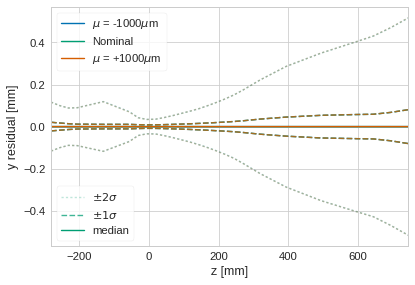 μ = -1000μm
Nominal
μ = +1000μm
0.4
0.2
0.0
−0.2
−0.4
y residual [mm]
±2σ
±1σ
median
−200
0
200
400
600
z [mm]